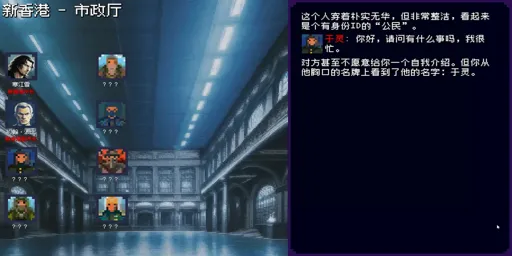 新香港 - 市政厅
寒江雪
???
???
???
???
???
???
这个人穿着朴实无华，但非常整洁，看起来
是个有身份ID的“公民”。
于灵：你好，请问有什么事吗，我很
忙。
对方甚至不愿意给你一个自我介绍。但你从
他胸口的名牌上看到了他的名字：于灵。